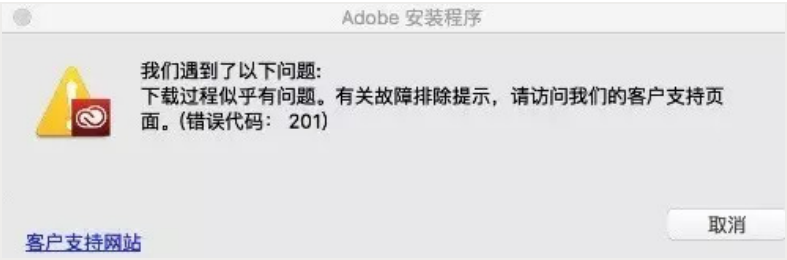 Adobe 安装程序
我们遇到了以下问题:
下载过程似乎有问题。有关故障排除提示，请访问我们的客户支持页
面。(错误代码： 201)
取消
客户支持网站